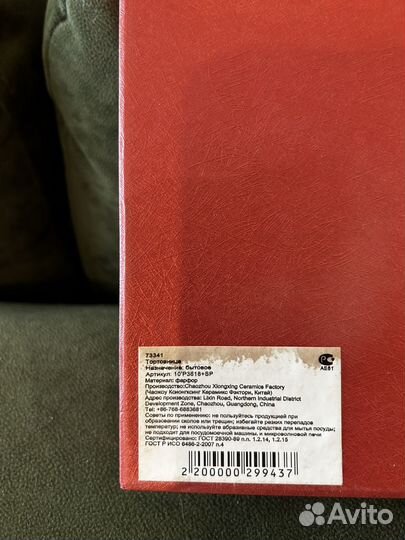 73341
Тортовница
Назначение: бытовое
Артикул: 10"P3618+SP
Материал: фарфор
Производство:Chaozhou Xiongxing Ceramics Factory
(Чаожоу Ксионгксинг Керамикс Фактори, Китай)
Адрес производства: Lixin Road, Northern Industrial District
Development Zone, Chaozhou, Guangdong, China
Тел: +86-768-6883681
Советы по применению: не пользуйтесь продукцией при
образовании сколов или трещин; избегайте резких перепадов
температур; не используйте абразивные средства для мытья посуды;
не подходит для посудомоечной машины и микроволновой печи
Сертифицировано: ГОСТ 28390-89 п.п. 1.2.14, 1.2.15
ГОСТ Р ИСО 6486-2-2007 п.4
РСТ
АЕ81
2 200000 299437
Avito